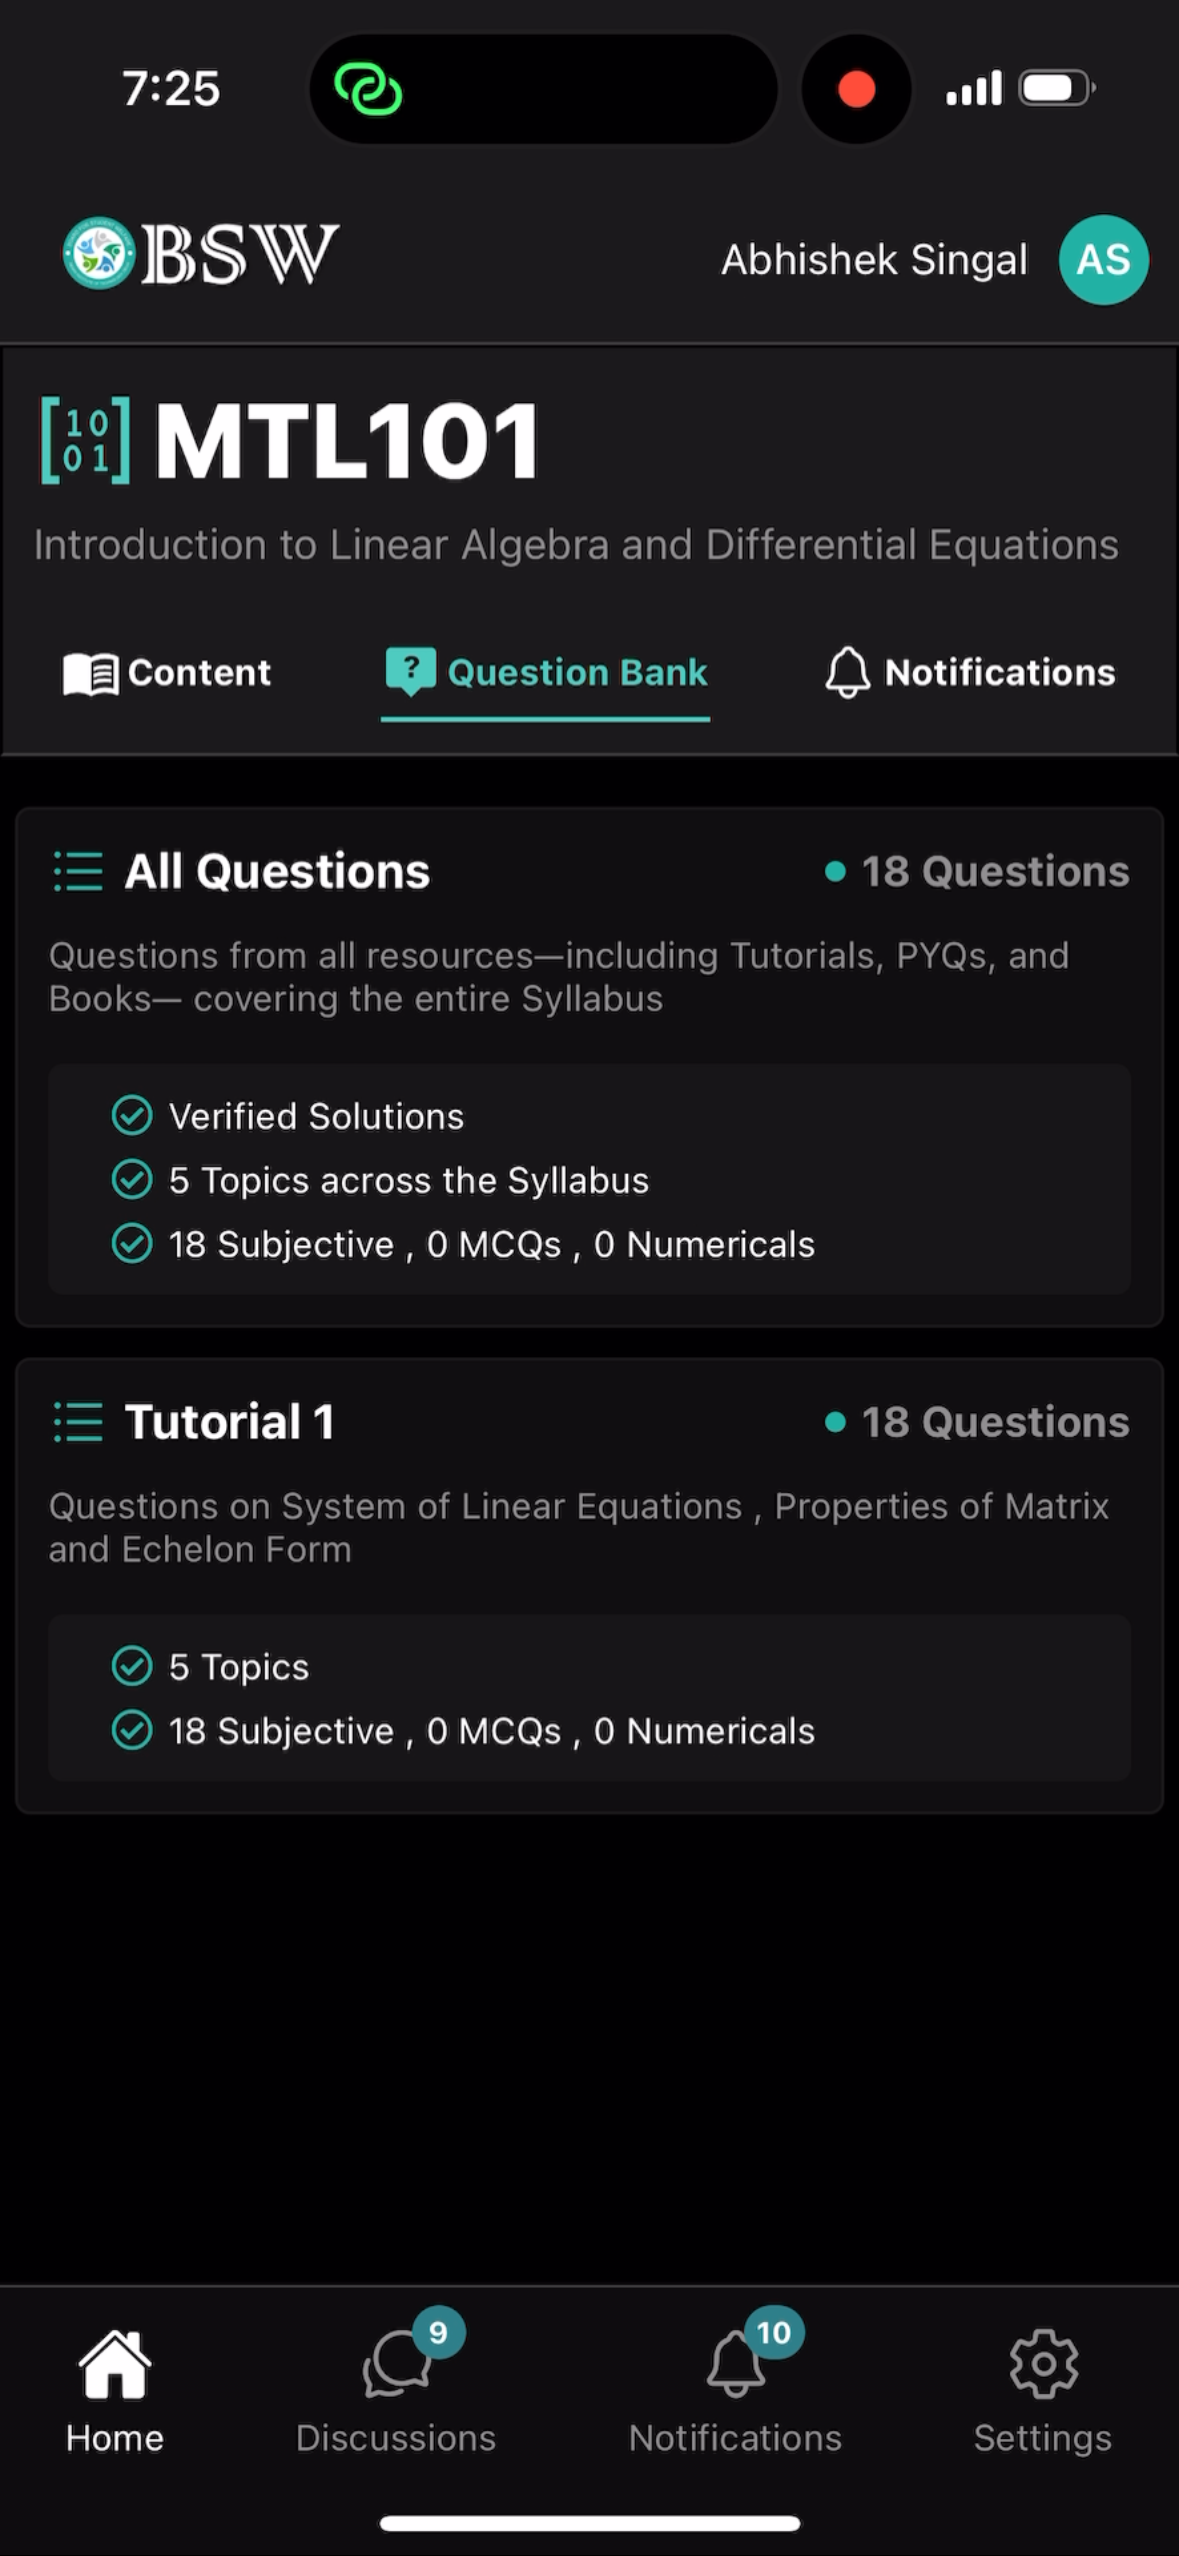 7:25
BSW
Abhishek Singal
AS
10
01
MTL101
Introduction to Linear Algebra and Differential Equations
Content
?
Question Bank
Notifications
All Questions
18 Questions
Questions from all resources—including Tutorials, PYQs, and
Books— covering the entire Syllabus
Verified Solutions
5 Topics across the Syllabus
18 Subjective , 0 MCQs , 0 Numericals
Tutorial 1
18 Questions
Questions on System of Linear Equations , Properties of Matrix
and Echelon Form
5 Topics
18 Subjective , 0 MCQs , 0 Numericals
9
10
Home
Discussions
Notifications
Settings